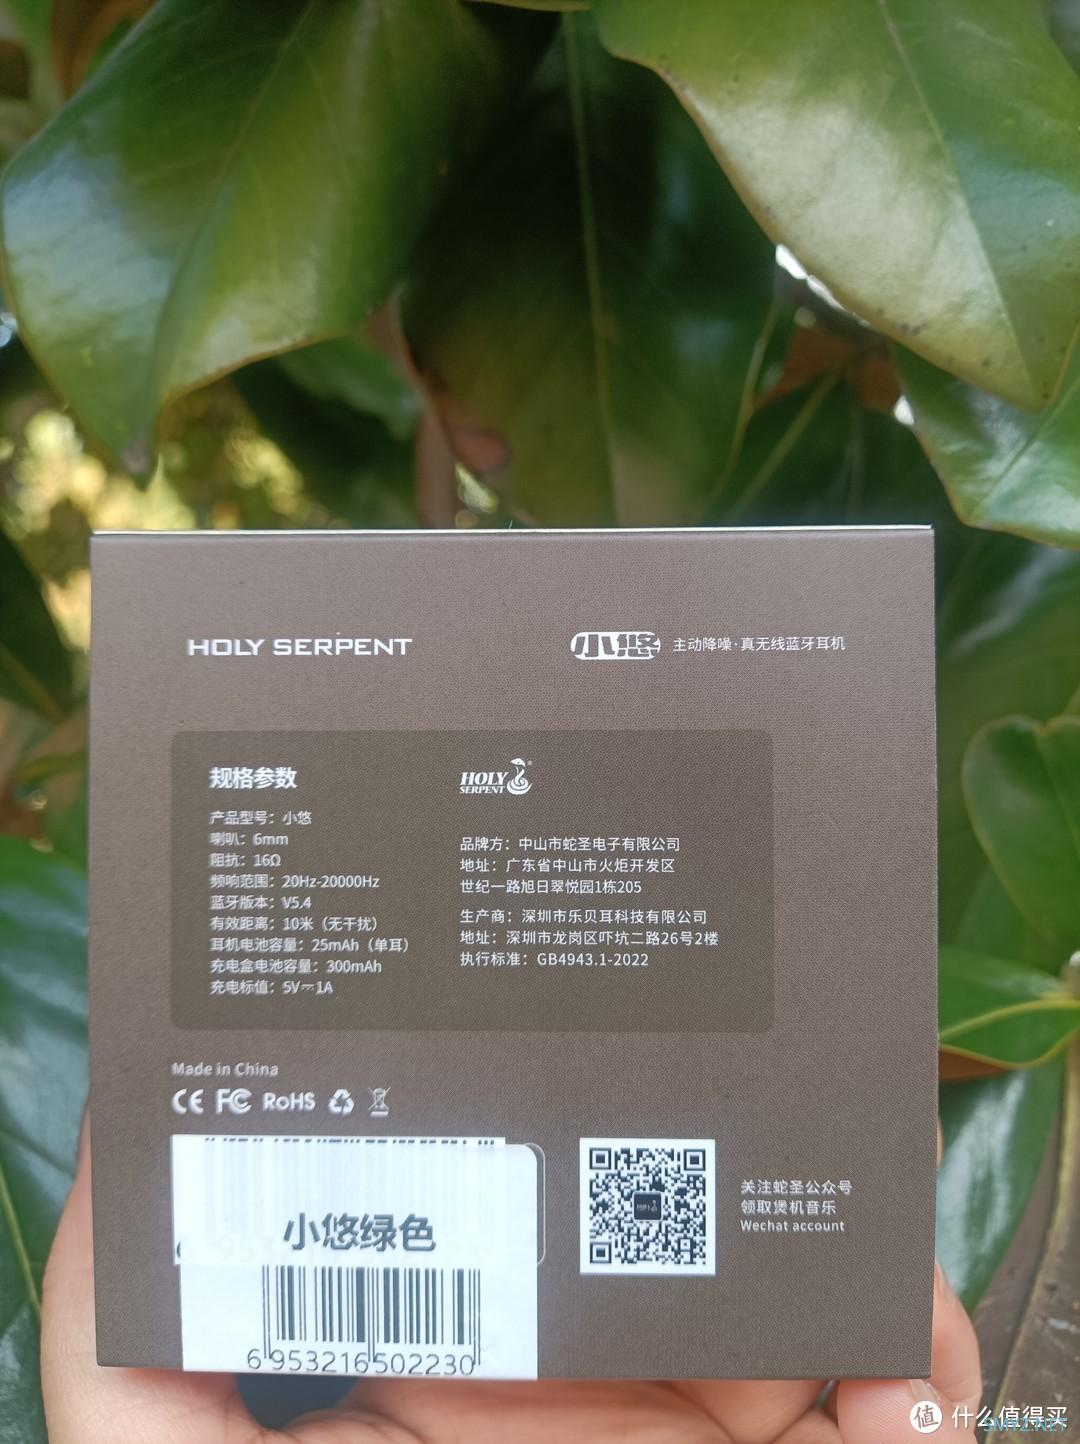 HOLY SERPENT
小悠 主动降噪·真无线蓝牙耳机
规格参数
产品型号：小悠
喇叭：6mm
阻抗：16Ω
频响范围：20Hz-20000Hz
蓝牙版本：V5.4
有效距离：10米（无干扰）
耳机电池容量：25mAh（单耳）
充电盒电池容量：300mAh
充电标值：5V⎓1A
HOLY
SERPENT
品牌方：中山市蛇圣电子有限公司
地址：广东省中山市火炬开发区
世纪一路旭日翠悦园1栋205
生产商：深圳市乐贝耳科技有限公司
地址：深圳市龙岗区吓坑二路26号2楼
执行标准：GB4943.1-2022
Made in China
CE FC RoHS
小悠绿色
6 953216 502230
关注蛇圣公众号
领取煲机音乐
Wechat account
值 什么值得买
SMYZ.NET